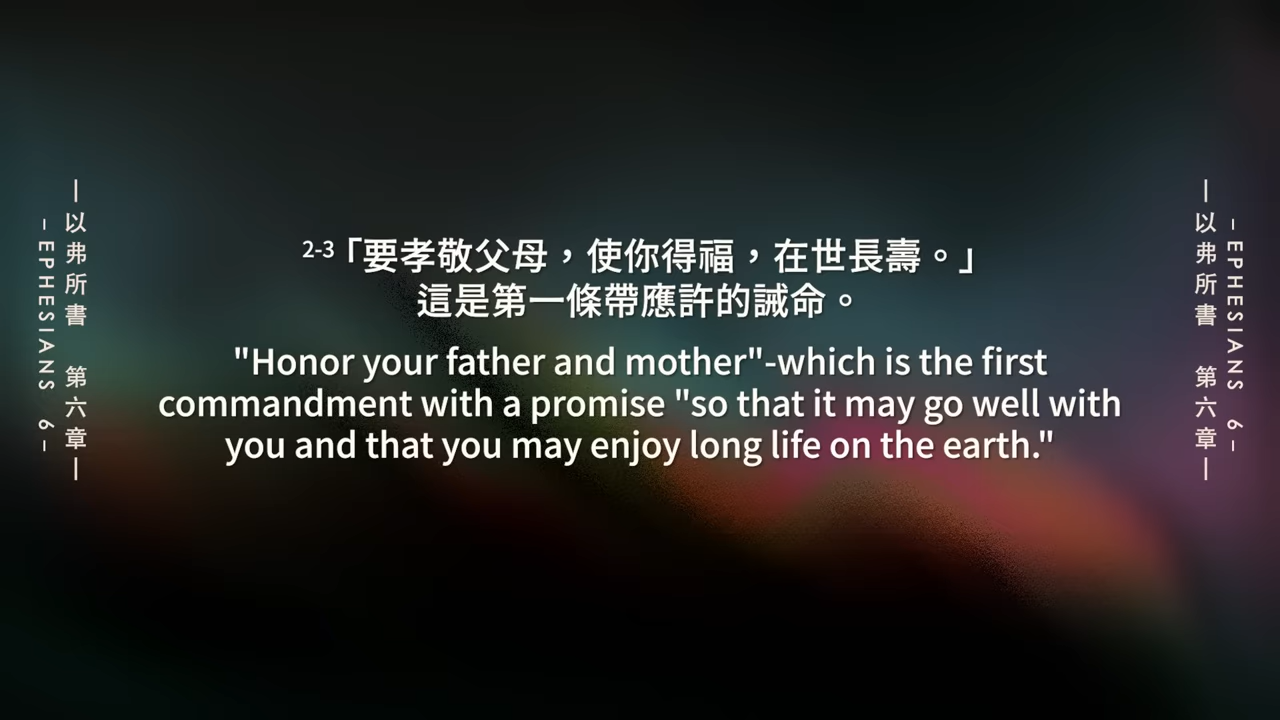 – EPHESIANS 6 –
｜以弗所書 第六章｜
2-3「要孝敬父母，使你得福，在世長壽。」
這是第一條帶應許的誡命。
"Honor your father and mother"-which is the first
commandment with a promise "so that it may go well with
you and that you may enjoy long life on the earth."
｜以弗所書 第六章｜
– EPHESIANS 6 –